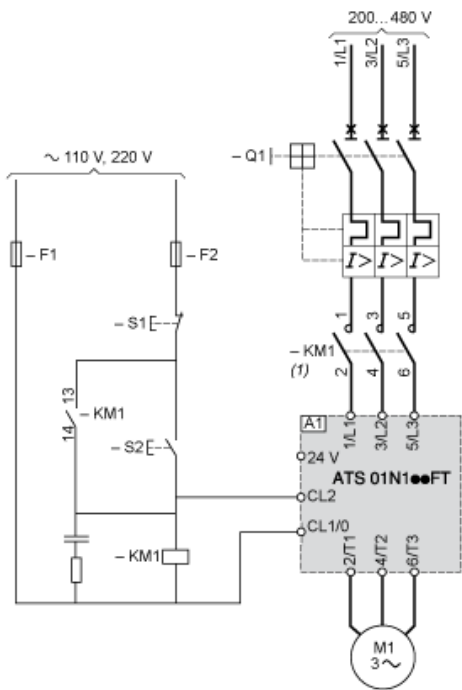 200... 480 V
1/L1
3/L2
5/L3
~ 110 V, 220 V
– Q1
– F1
– F2
I>
I>
I>
– S1
1
3
5
– KM1
(1)
2
4
6
13
14
– KM1
– S2
A1
1/L1
3/L2
5/L3
24 V
ATS 01N1●●FT
CL2
CL1/0
– KM1
2/T1
4/T2
6/T3
M1
3~